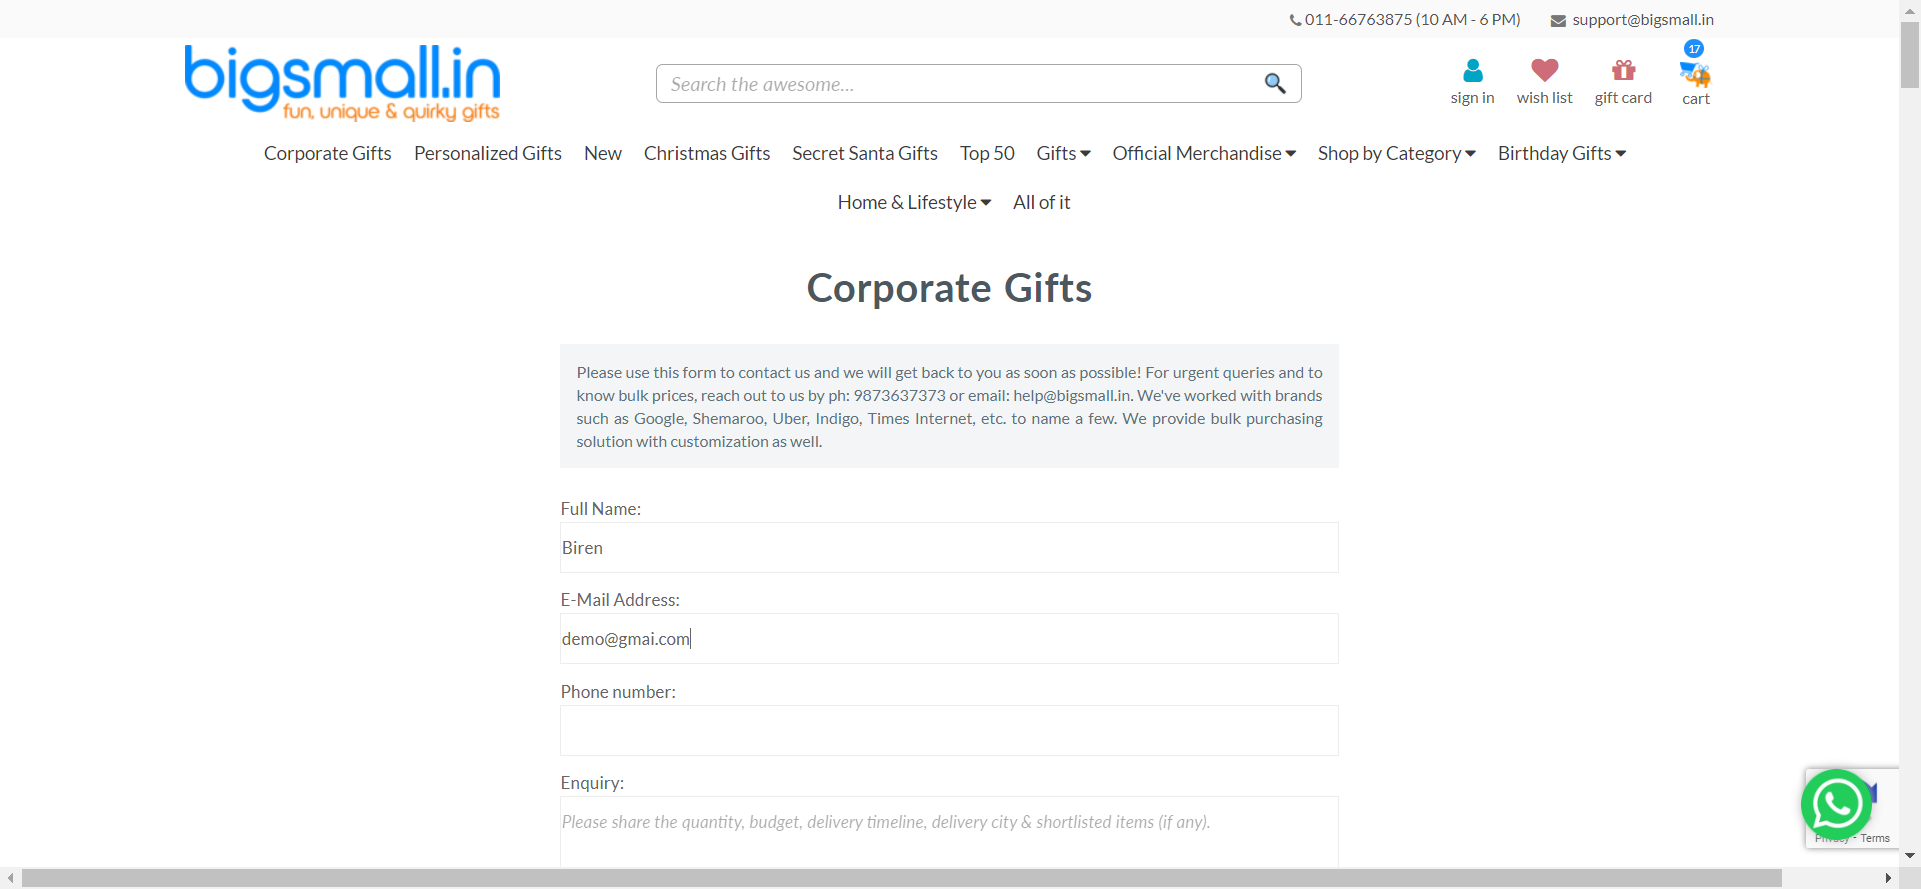 011-66763875 (10 AM - 6 PM) support@bigsmall.in
bigsmall.in
fun, unique & quirky gifts
Search the awesome...
17
sign in wish list gift card cart
Corporate Gifts Personalized Gifts New Christmas Gifts Secret Santa Gifts Top 50 Gifts Official Merchandise Shop by Category Birthday Gifts
Home & Lifestyle All of it
Corporate Gifts
Please use this form to contact us and we will get back to you as soon as possible! For urgent queries and to
know bulk prices, reach out to us by ph: 9873637373 or email: help@bigsmall.in. We've worked with brands
such as Google, Shemaroo, Uber, Indigo, Times Internet, etc. to name a few. We provide bulk purchasing
solution with customization as well.
Full Name:
Biren
E-Mail Address:
demo@gmai.com
Phone number:
Enquiry:
Please share the quantity, budget, delivery timeline, delivery city & shortlisted items (if any).
Privacy - Terms